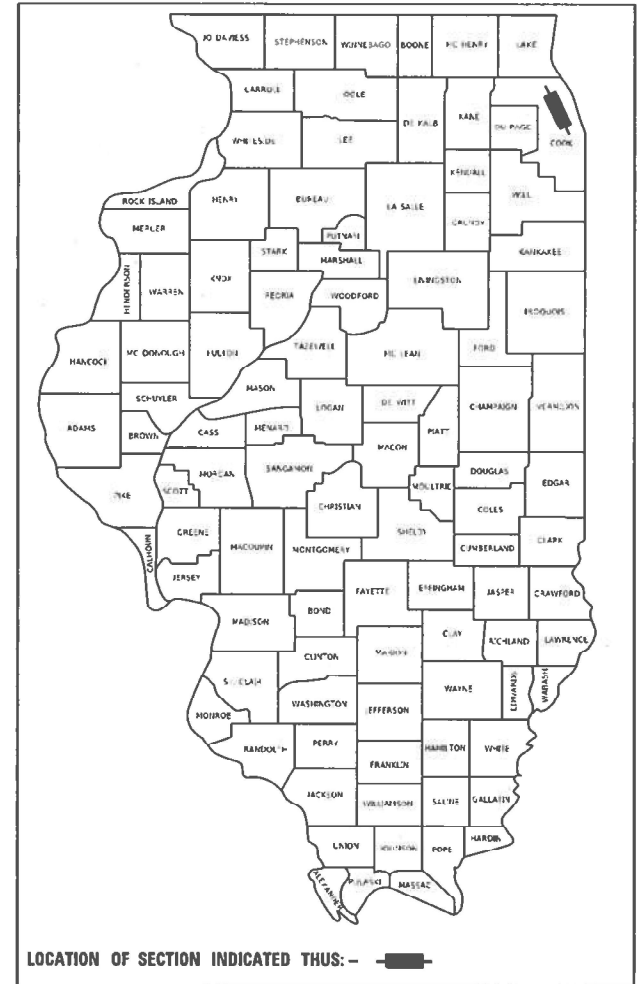 JO DAVIESS STEPHENSON WINNEBAGO BOONE MC HENRY LAKE
CARROLL OGLE DE KALB KANE DU PAGE COOK
WHITESIDE LEE KENDALL WILL
ROCK ISLAND HENRY BUREAU LA SALLE GRUNDY
MERCER PUTNAM KANKAKEE
STARK MARSHALL
HENDERSON WARREN KNOX PEORIA WOODFORD LIVINGSTON IROQUOIS
HANCOCK MC DONOUGH FULTON TAZEWELL MC LEAN FORD
SCHUYLER MASON
ADAMS BROWN CASS MENARD LOGAN DE WITT PIATT CHAMPAIGN VERMILION
MACON
PIKE SCOTT MORGAN SANGAMON MOULTRIE DOUGLAS EDGAR
CHRISTIAN COLES
CALHOUN GREENE MACOUPIN MONTGOMERY SHELBY CUMBERLAND CLARK
JERSEY
MADISON BOND FAYETTE EFFINGHAM JASPER CRAWFORD
CLINTON MARION CLAY RICHLAND LAWRENCE
ST. CLAIR WASHINGTON JEFFERSON WAYNE EDWARDS WABASH
MONROE
RANDOLPH PERRY FRANKLIN HAMILTON WHITE
JACKSON WILLIAMSON SALINE GALLATIN
UNION JOHNSON POPE HARDIN
ALEXANDER PULASKI MASSAC
LOCATION OF SECTION INDICATED THUS: -